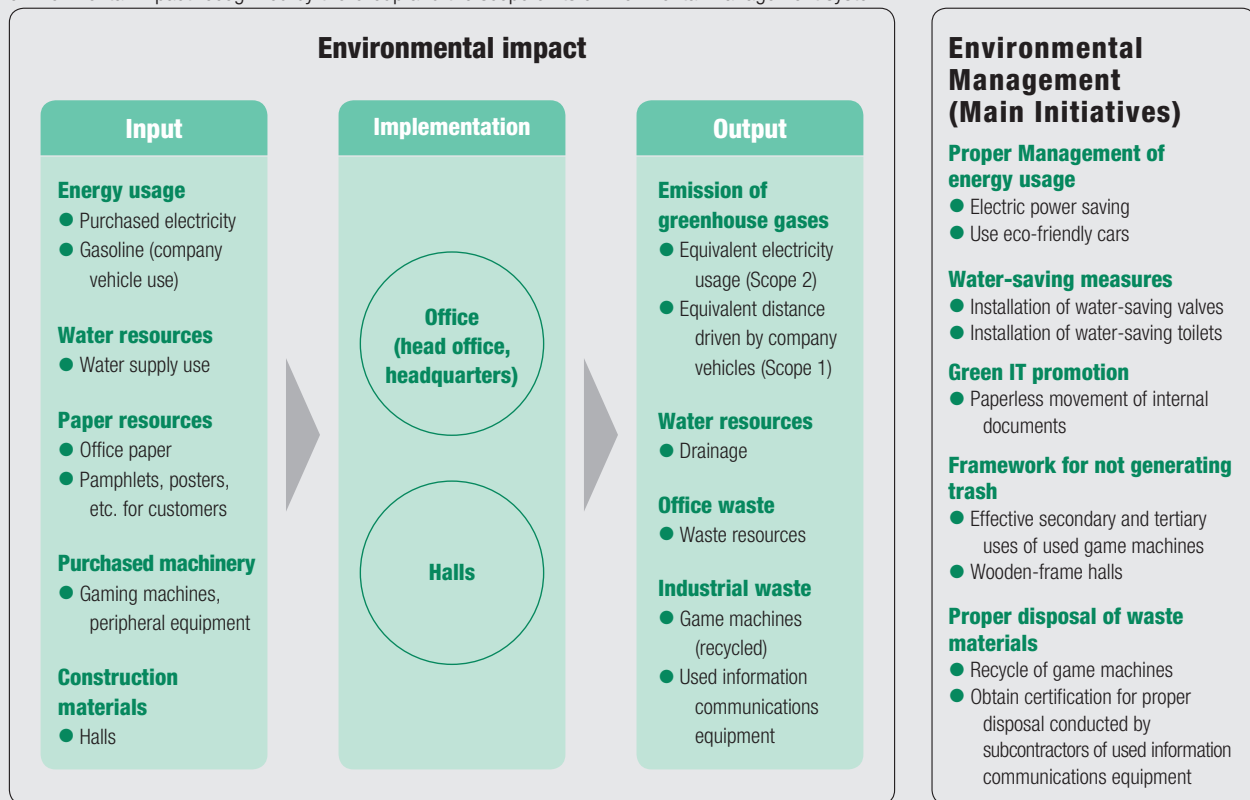 Environmental impact
Input
Energy usage
● Purchased electricity
● Gasoline (company
vehicle use)
Water resources
● Water supply use
Paper resources
● Office paper
● Pamphlets, posters,
etc. for customers
Purchased machinery
● Gaming machines,
peripheral equipment
Construction
materials
● Halls
Implementation
Office
(head office,
headquarters)
Halls
Output
Emission of
greenhouse gases
● Equivalent electricity
usage (Scope 2)
● Equivalent distance
driven by company
vehicles (Scope 1)
Water resources
● Drainage
Office waste
● Waste resources
Industrial waste
● Game machines
(recycled)
● Used information
communications
equipment
Environmental
Management
(Main Initiatives)
Proper Management of
energy usage
● Electric power saving
● Use eco-friendly cars
Water-saving measures
● Installation of water-saving valves
● Installation of water-saving toilets
Green IT promotion
● Paperless movement of internal
documents
Framework for not generating
trash
● Effective secondary and tertiary
uses of used game machines
● Wooden-frame halls
Proper disposal of waste
materials
● Recycle of game machines
● Obtain certification for proper
disposal conducted by
subcontractors of used information
communications equipment